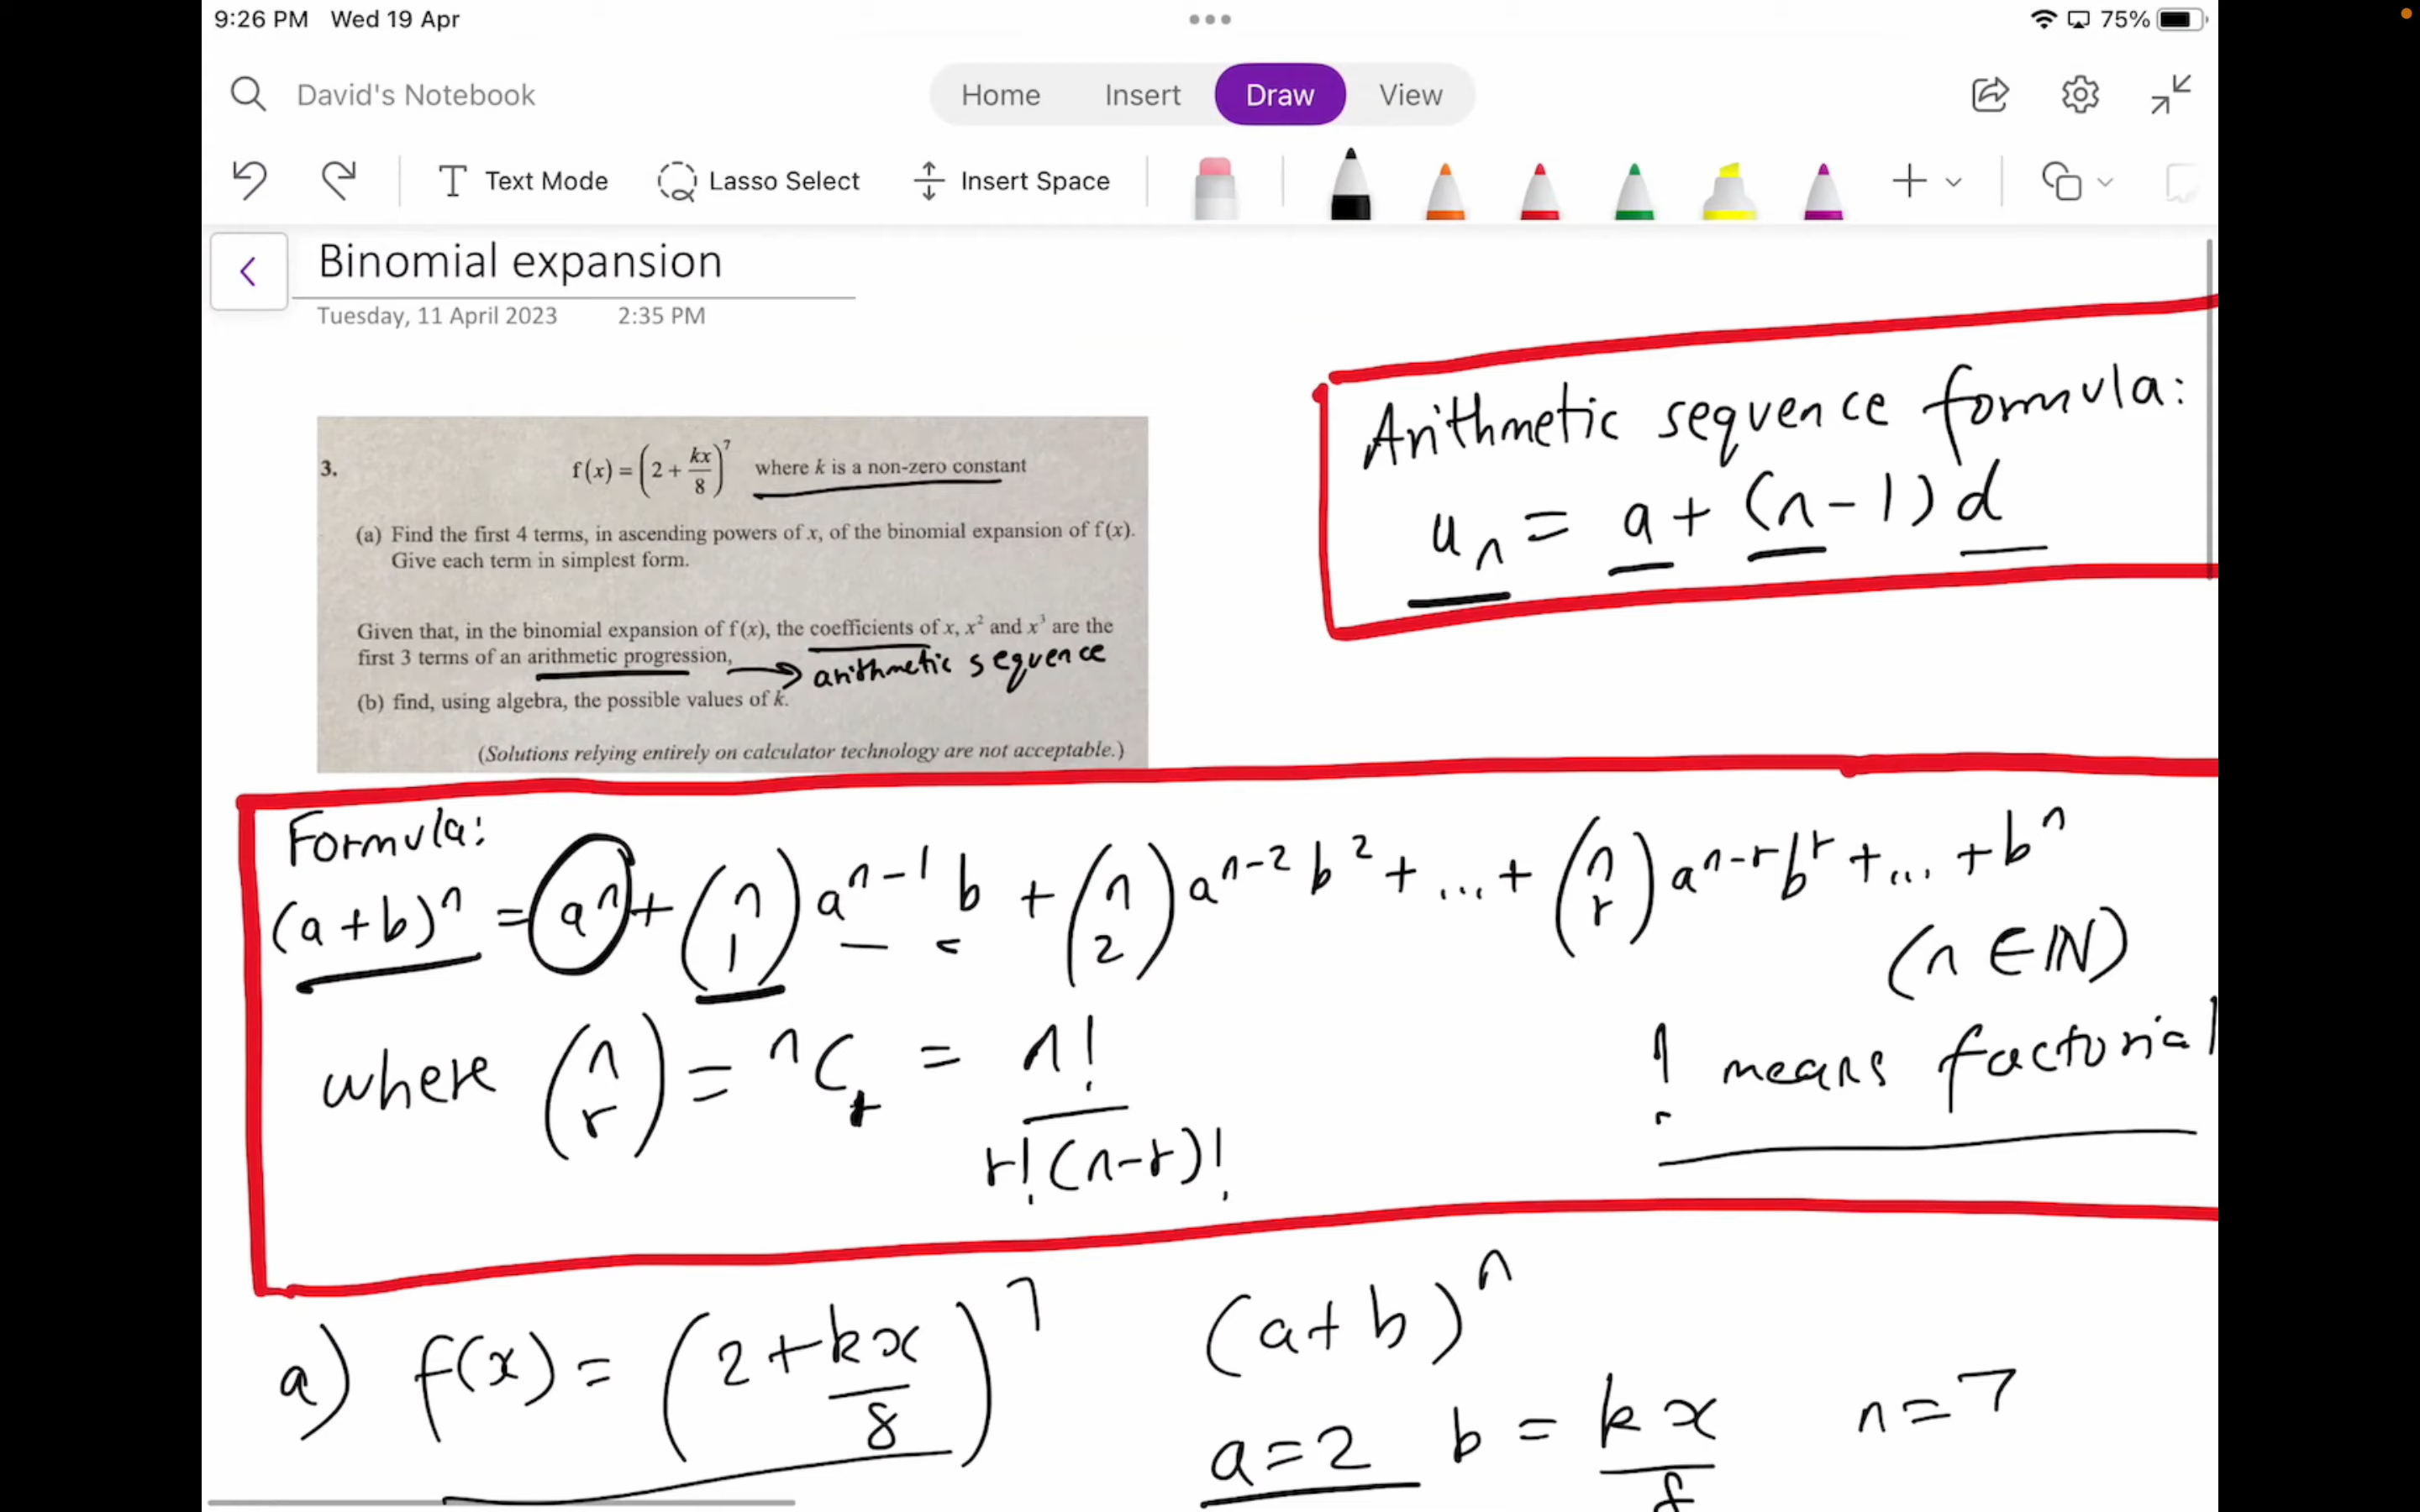 9:26 PM Wed 19 Apr
75%
David's Notebook
Home Insert Draw View
Text Mode Lasso Select Insert Space
Binomial expansion
Tuesday, 11 April 2023 2:35 PM
Arithmetic sequence formula:
uₙ = a + (n-1)d
3. f(x) = (2 + kx/8)⁷ where k is a non-zero constant
(a) Find the first 4 terms, in ascending powers of x, of the binomial expansion of f(x).
Give each term in simplest form.
Given that, in the binomial expansion of f(x), the coefficients of x, x² and x³ are the
first 3 terms of an arithmetic progression,
→ arithmetic sequence
(b) find, using algebra, the possible values of k.
(Solutions relying entirely on calculator technology are not acceptable.)
Formula:
(a+b)ⁿ = aⁿ + (n 1) aⁿ⁻¹ b + (n 2) aⁿ⁻² b² + ... + (n r) aⁿ⁻ʳ bʳ + ... + bⁿ
(n ∈ ℕ)
where (n r) = ⁿCᵣ = n! / r!(n-r)!
! means factorial
a) f(x) = (2 + kx/8)⁷ (a+b)ⁿ
a=2 b = kx/8 n=7